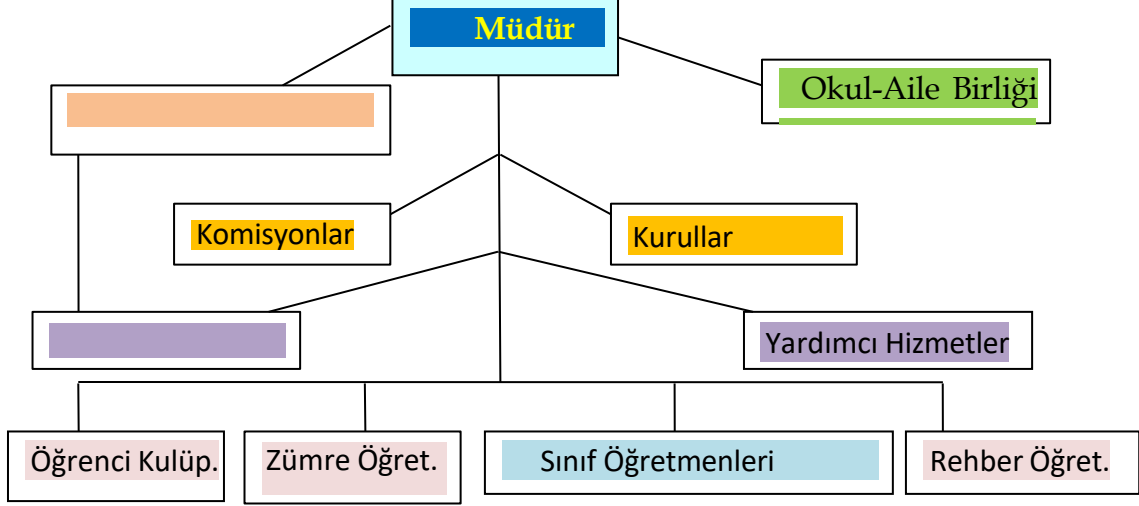 Müdür
Okul-Aile Birliği
Komisyonlar
Kurullar
Yardımcı Hizmetler
Öğrenci Kulüp.
Zümre Öğret.
Sınıf Öğretmenleri
Rehber Öğret.